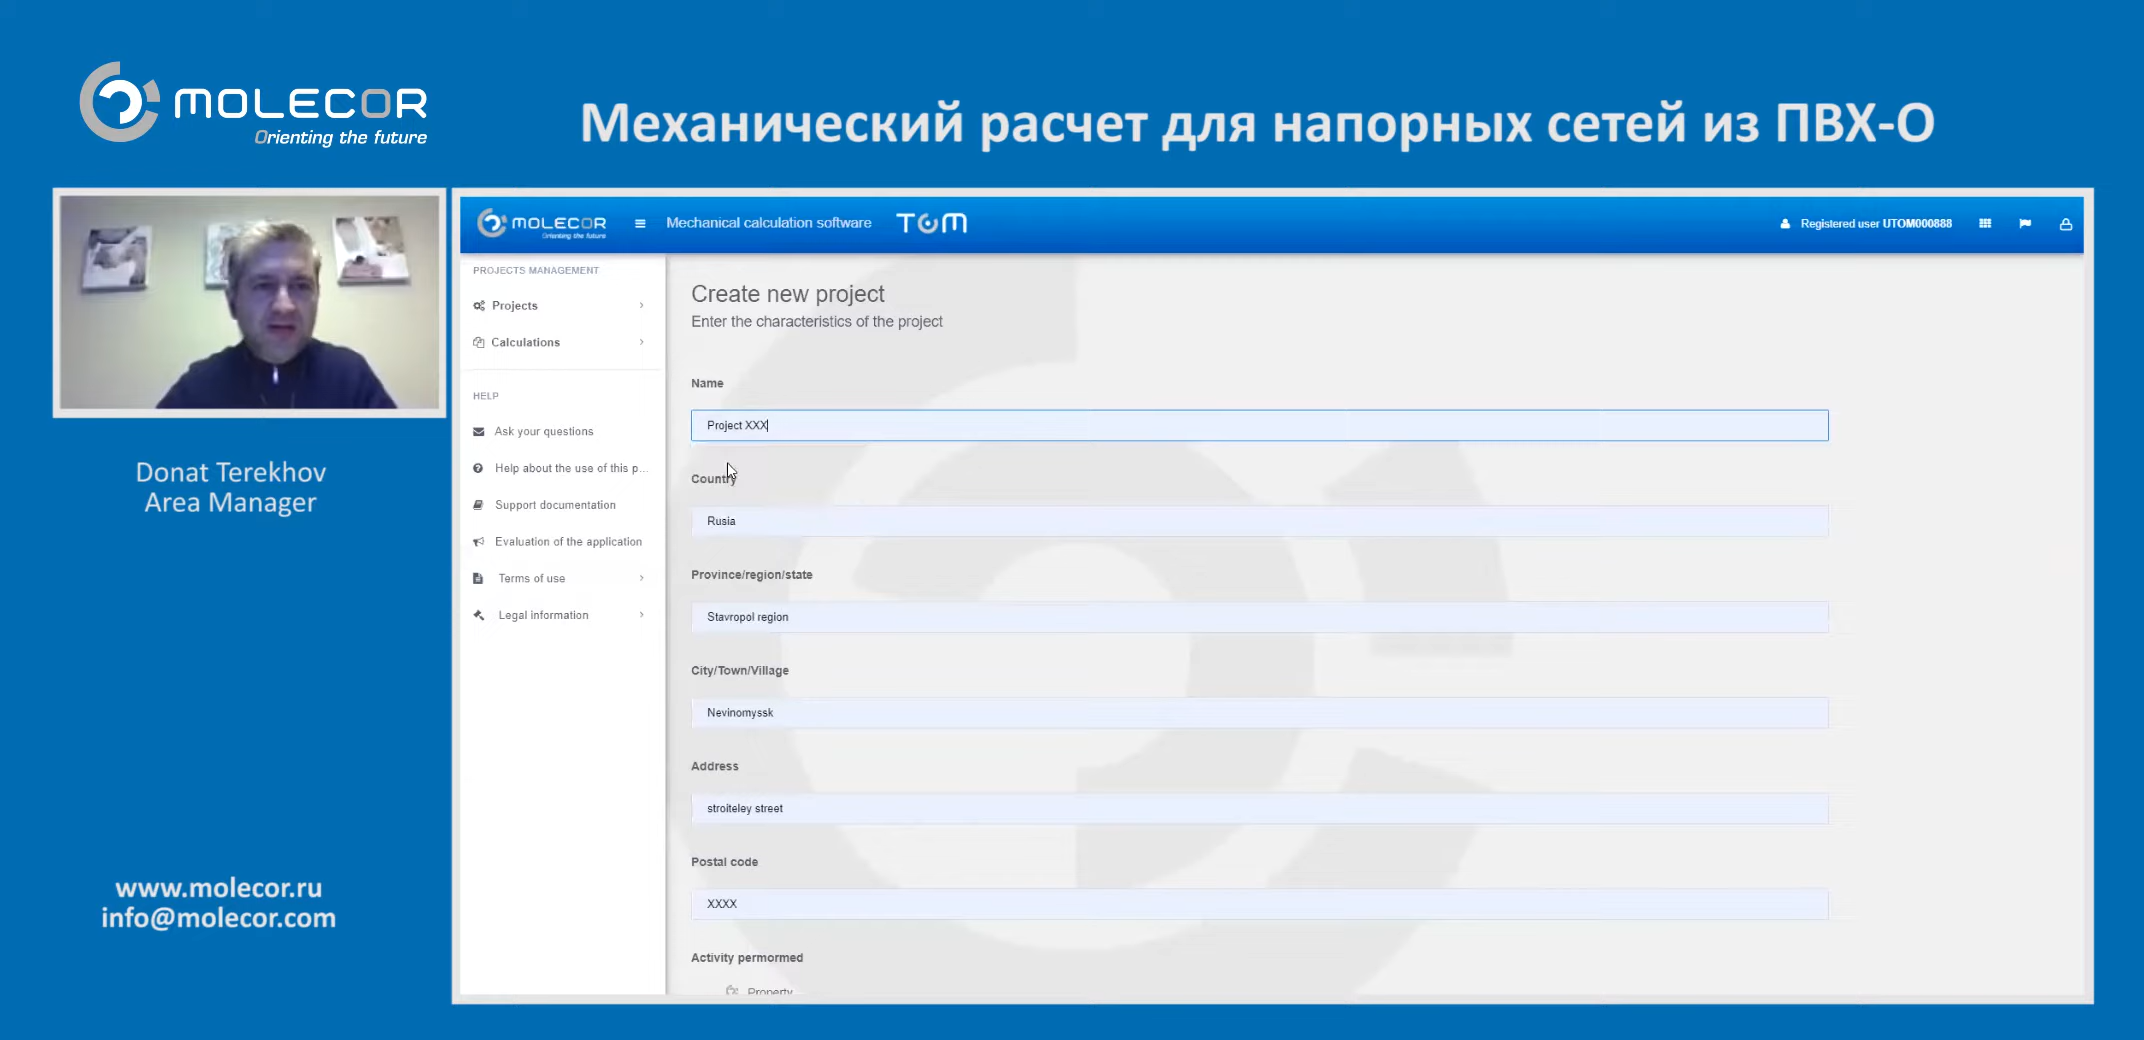 MOLECOR
Orienting the future
Механический расчет для напорных сетей из ПВХ-О
Donat Terekhov
Area Manager
www.molecor.ru
info@molecor.com
MOLECOR
Orienting the future
Mechanical calculation software
TOM
Registered user UTOM000888
PROJECTS MANAGEMENT
Projects
Calculations
HELP
Ask your questions
Help about the use of this p...
Support documentation
Evaluation of the application
Terms of use
Legal information
Create new project
Enter the characteristics of the project
Name
Project XXX
Country
Rusia
Province/region/state
Stavropol region
City/Town/Village
Nevinomyssk
Address
stroiteley street
Postal code
XXXX
Activity permormed
Property